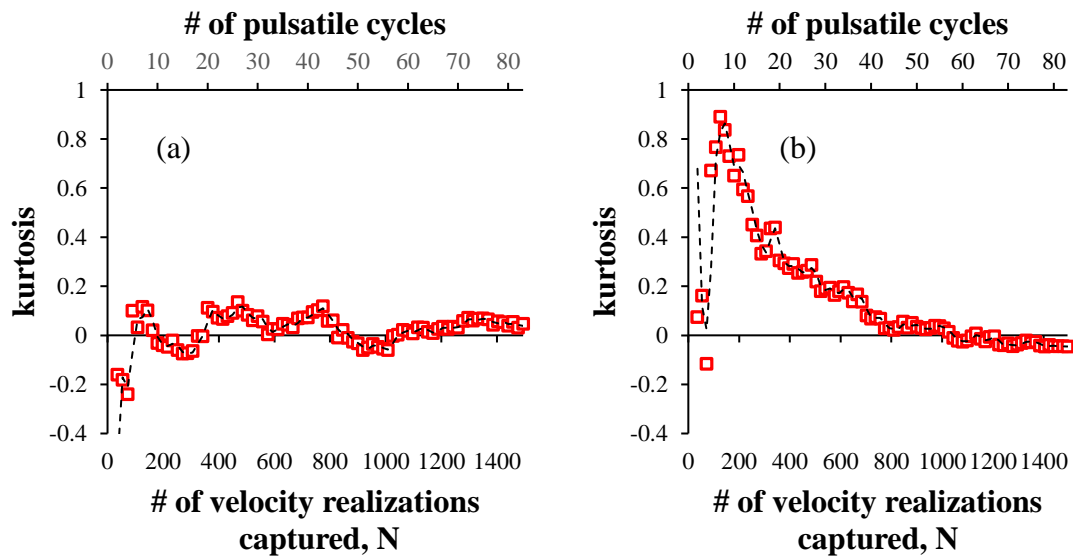 # of pulsatile cycles
0 10 20 30 40 50 60 70 80
1
0.8
0.6
0.4
0.2
0
-0.2
-0.4
kurtosis
(a)
0 200 400 600 800 1000 1200 1400
# of velocity realizations
captured, N
# of pulsatile cycles
0 10 20 30 40 50 60 70 80
1
0.8
0.6
0.4
0.2
0
-0.2
-0.4
kurtosis
(b)
0 200 400 600 800 1000 1200 1400
# of velocity realizations
captured, N